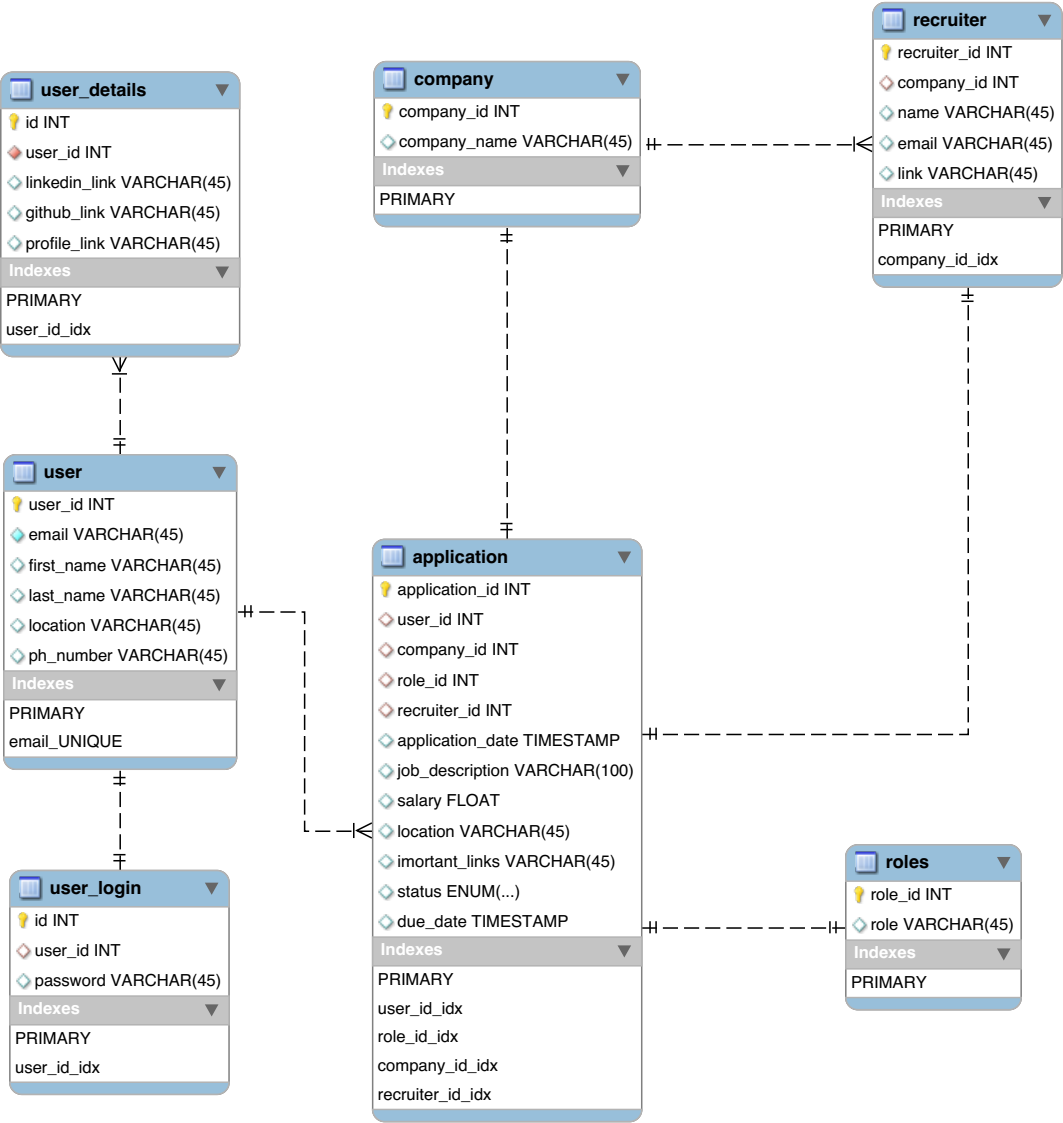 user_details
id INT
user_id INT
linkedin_link VARCHAR(45)
github_link VARCHAR(45)
profile_link VARCHAR(45)
Indexes
PRIMARY
user_id_idx
company
company_id INT
company_name VARCHAR(45)
Indexes
PRIMARY
recruiter
recruiter_id INT
company_id INT
name VARCHAR(45)
email VARCHAR(45)
link VARCHAR(45)
Indexes
PRIMARY
company_id_idx
user
user_id INT
email VARCHAR(45)
first_name VARCHAR(45)
last_name VARCHAR(45)
location VARCHAR(45)
ph_number VARCHAR(45)
Indexes
PRIMARY
email_UNIQUE
application
application_id INT
user_id INT
company_id INT
role_id INT
recruiter_id INT
application_date TIMESTAMP
job_description VARCHAR(100)
salary FLOAT
location VARCHAR(45)
imortant_links VARCHAR(45)
status ENUM(...)
due_date TIMESTAMP
Indexes
PRIMARY
user_id_idx
role_id_idx
company_id_idx
recruiter_id_idx
user_login
id INT
user_id INT
password VARCHAR(45)
Indexes
PRIMARY
user_id_idx
roles
role_id INT
role VARCHAR(45)
Indexes
PRIMARY